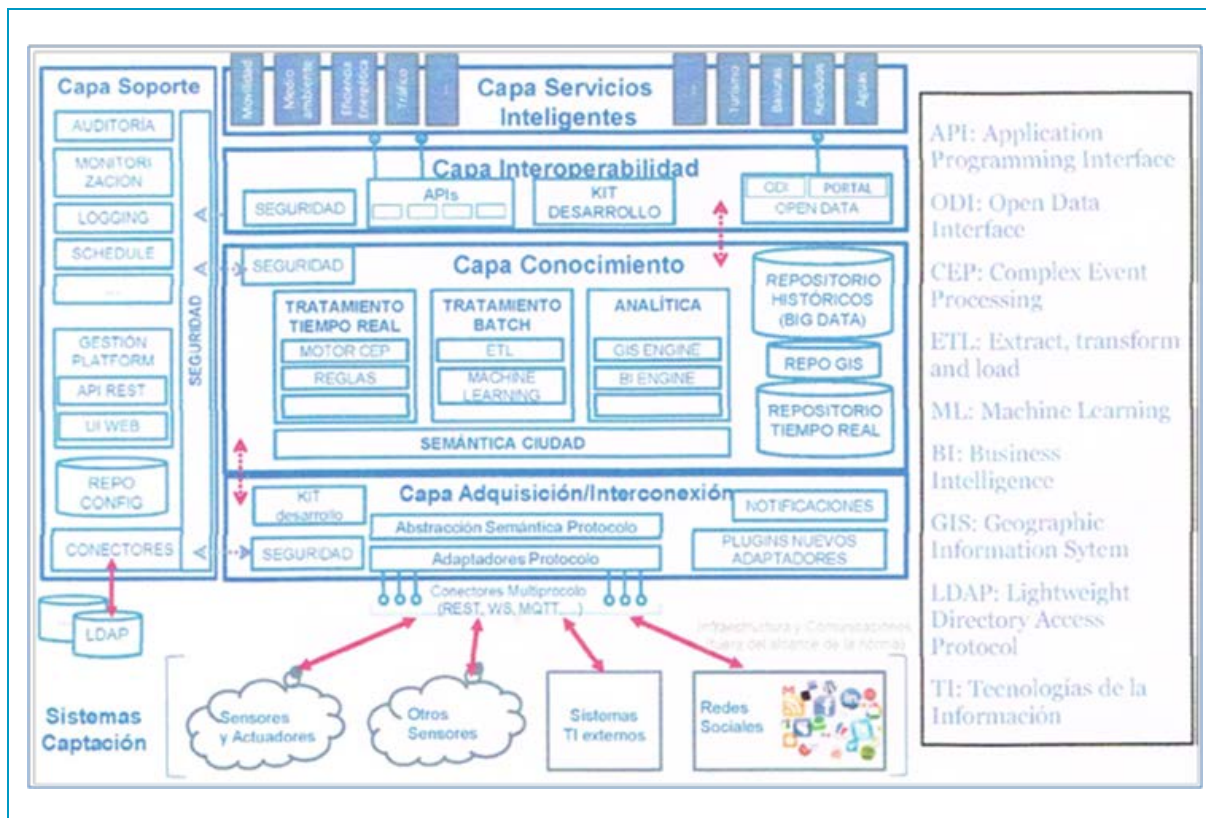 Capa Soporte
AUDITORÍA
MONITORI
ZACION
LOGGING
SCHEDULE
...
GESTIÓN
PLATFORM
API REST
UI WEB
REPO
CONFIG
CONECTORES
SEGURIDAD
LDAP
Movilidad
Medio
ambiente
Eficiencia
Energética
Tráfico
...
Capa Servicios
Inteligentes
...
Turismo
Basuras
Residuos
Aguas
Capa Interoperabilidad
SEGURIDAD
APIs
KIT
DESARROLLO
ODI
PORTAL
OPEN DATA
Capa Conocimiento
SEGURIDAD
TRATAMIENTO
TIEMPO REAL
MOTOR CEP
REGLAS
TRATAMIENTO
BATCH
ETL
MACHINE
LEARNING
ANALÍTICA
GIS ENGINE
BI ENGINE
REPOSITORIO
HISTÓRICOS
(BIG DATA)
REPO GIS
REPOSITORIO
TIEMPO REAL
SEMÁNTICA CIUDAD
Capa Adquisición/Interconexión
KIT
desarrollo
SEGURIDAD
Abstracción Semántica Protocolo
Adaptadores Protocolo
NOTIFICACIONES
PLUGINS NUEVOS
ADAPTADORES
Conectores Multiprocolo
(REST, WS, MQTT,...)
Infraestructura y Comunicaciones
fuera del alcance de la normas
Sistemas
Captación
Sensores
y Actuadores
Otros
Sensores
Sistemas
TI externos
Redes
Sociales
API: Application
Programming Interface
ODI: Open Data
Interface
CEP: Complex Event
Processing
ETL: Extract, transform
and load
ML: Machine Learning
BI: Business
Intelligence
GIS: Geographic
Information Sytem
LDAP: Lightweight
Directory Access
Protocol
TI: Tecnologías de la
Información